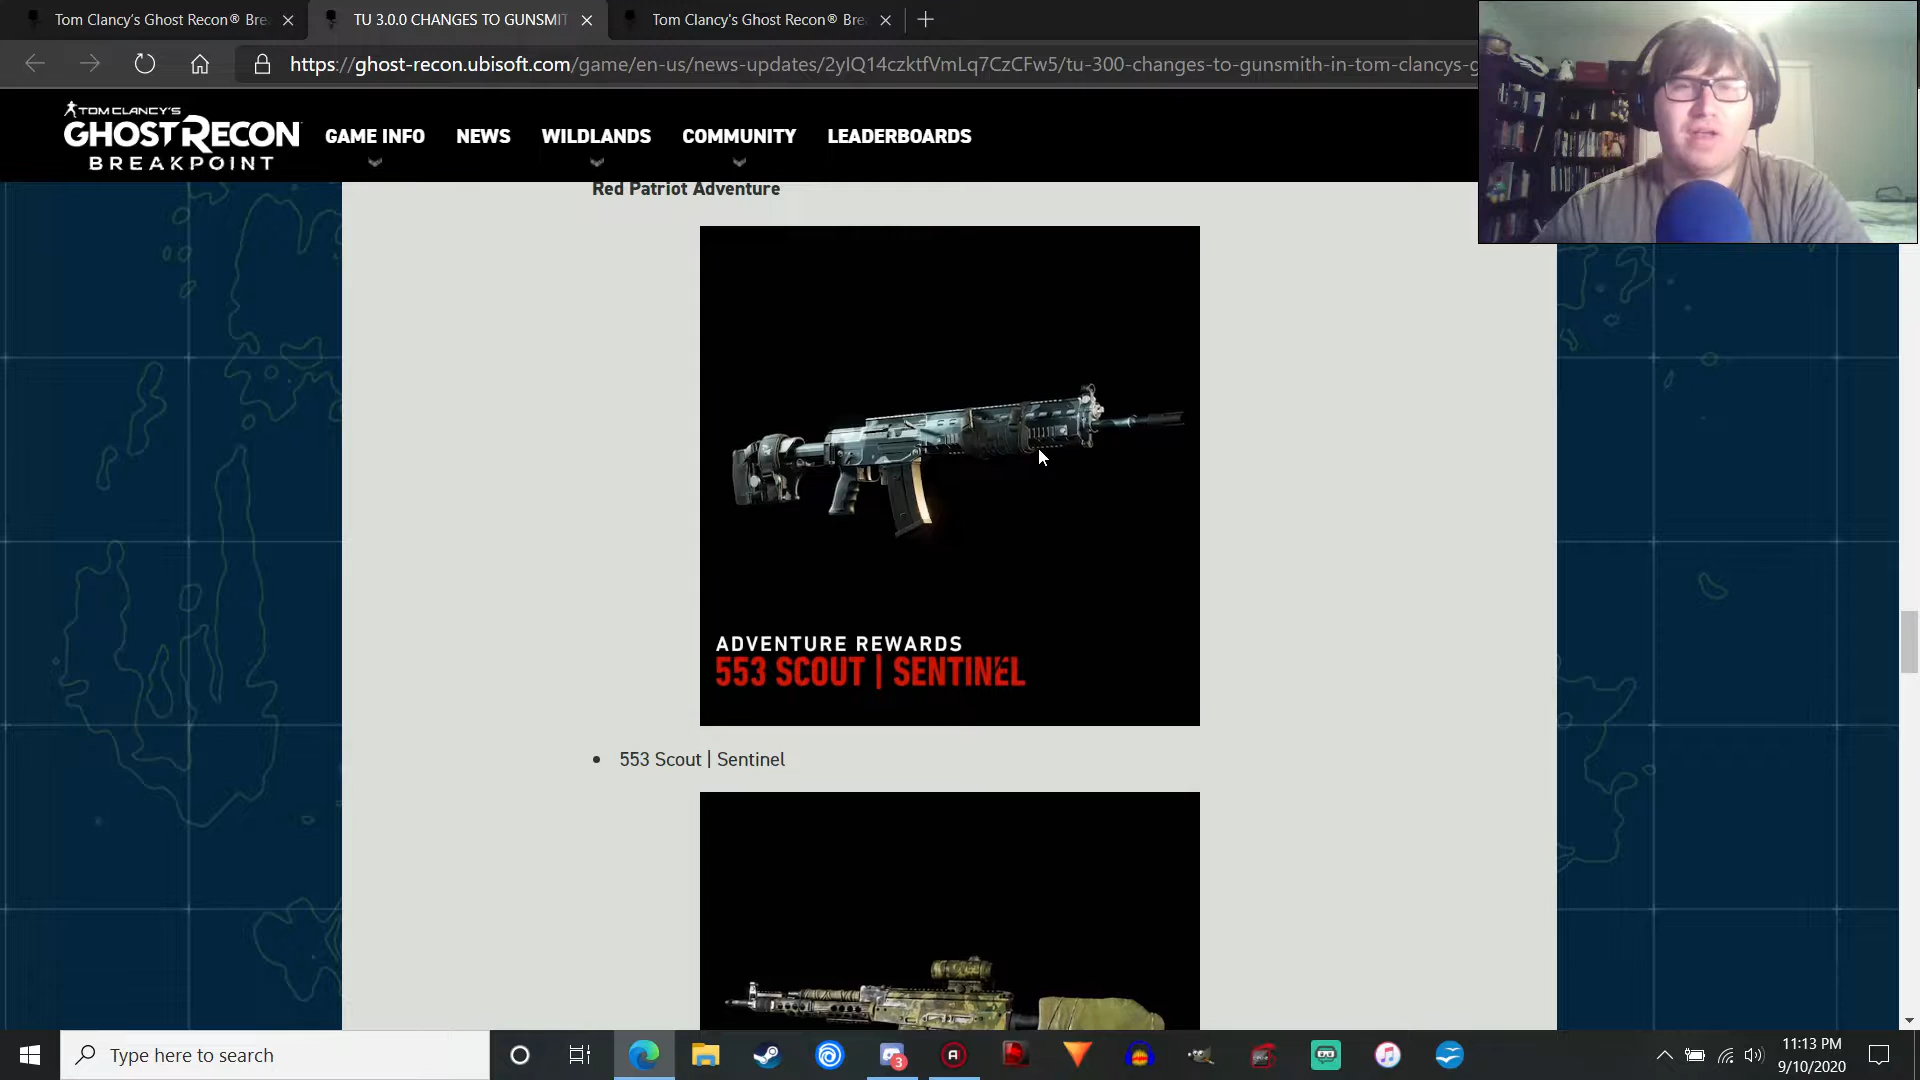 Tom Clancy's Ghost Recon® Bre
TU 3.0.0 CHANGES TO GUNSMIT
Tom Clancy's Ghost Recon® Bre
https://ghost-recon.ubisoft.com/game/en-us/news-updates/2yIQ14czktfVmLq7CzCFw5/tu-300-changes-to-gunsmith-in-tom-clancys-g
TOM CLANCY'S
GHOST RECON
BREAKPOINT
GAME INFO
NEWS
WILDLANDS
COMMUNITY
LEADERBOARDS
Red Patriot Adventure
ADVENTURE REWARDS
553 SCOUT | SENTINEL
• 553 Scout | Sentinel
Type here to search
3
11:13 PM
9/10/2020